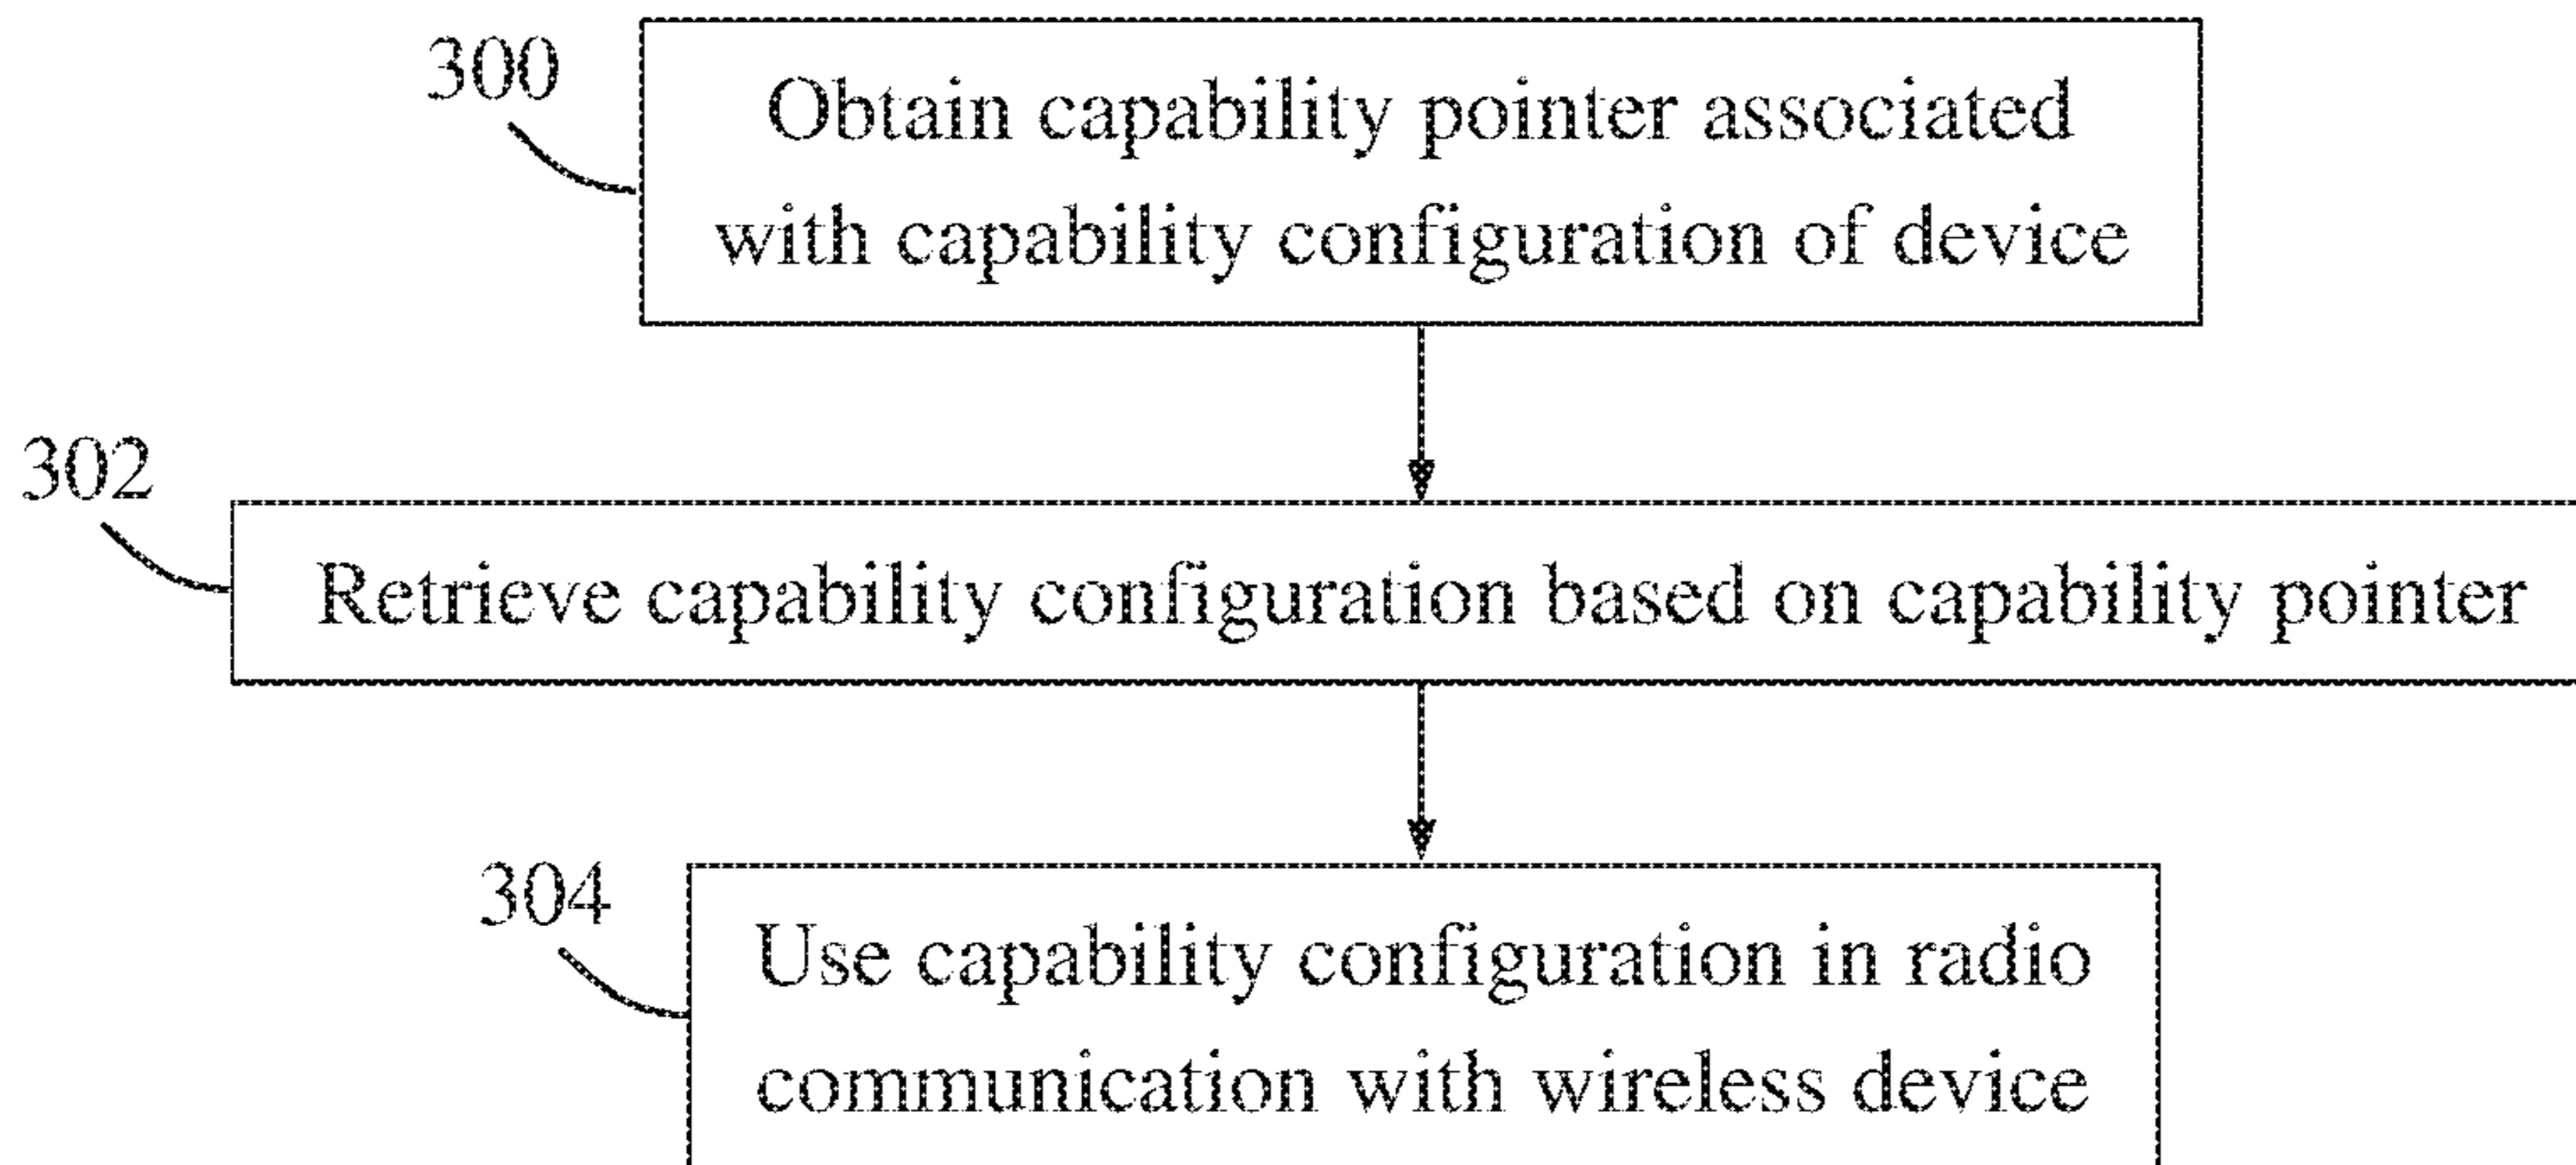 300
Obtain capability pointer associated
with capability configuration of device
302
Retrieve capability configuration based on capability pointer
304
Use capability configuration in radio
communication with wireless device